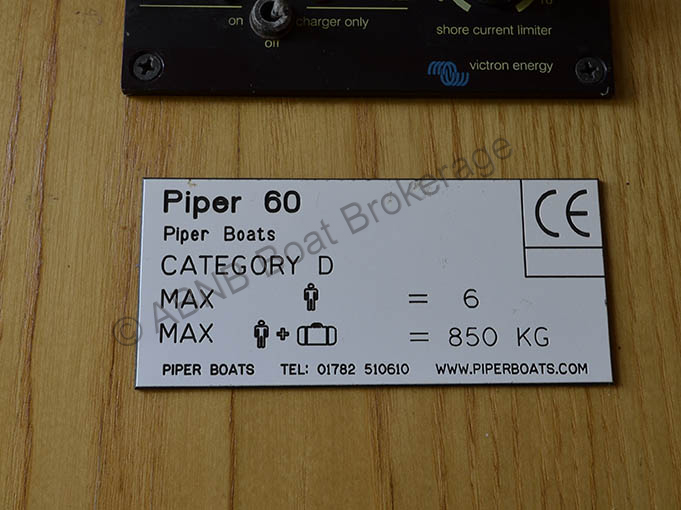 on charger only
off
shore current limiter
victron energy
Piper 60
Piper Boats
CATEGORY D
MAX = 6
MAX + = 850 KG
PIPER BOATS TEL: 01782 510610 WWW.PIPERBOATS.COM
CE
© ABNB Boat Brokerage